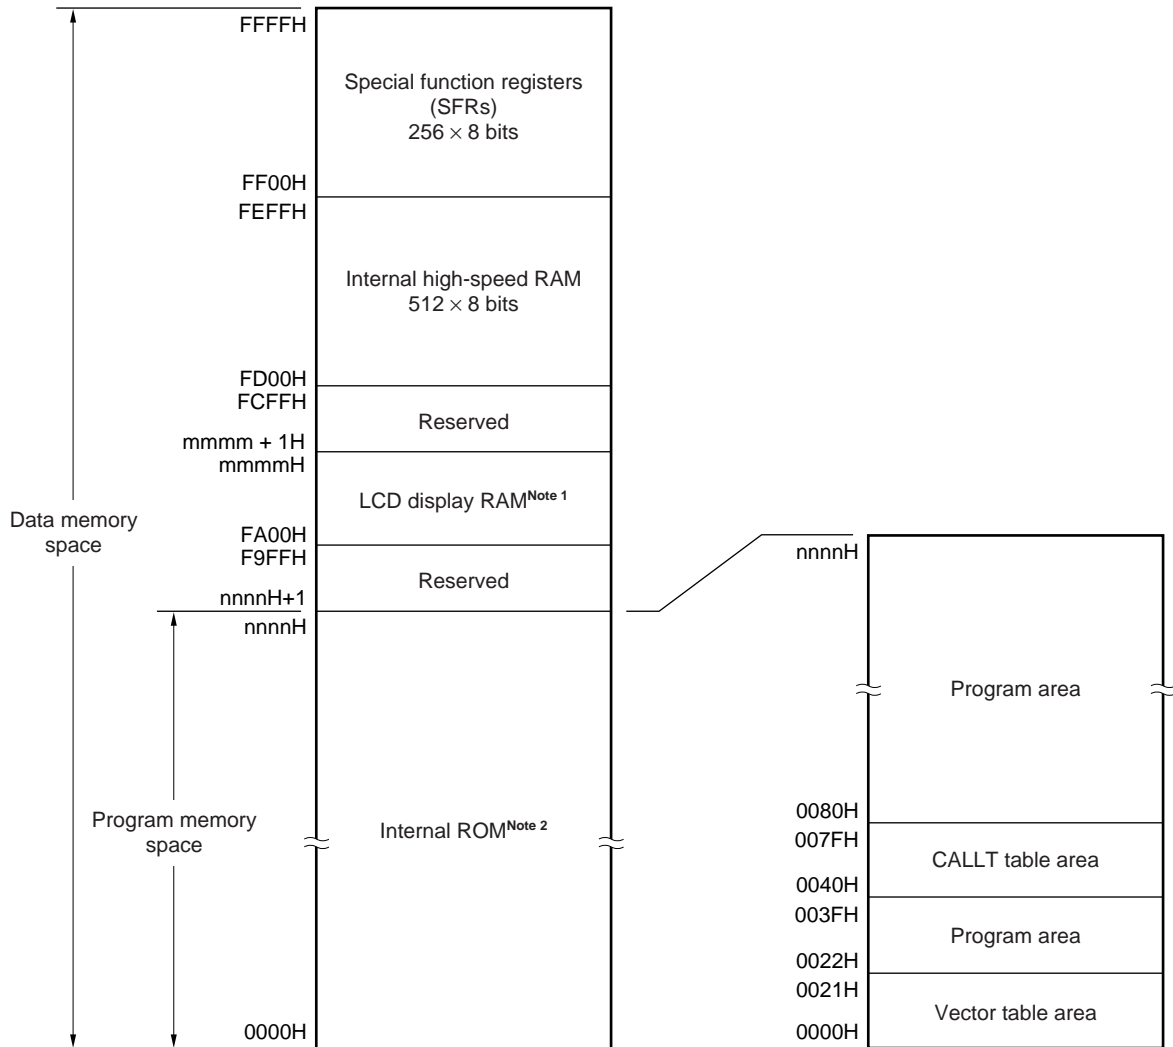 FFFFH
Special function registers
(SFRs)
256 × 8 bits
FF00H
FEFFH
Internal high-speed RAM
512 × 8 bits
FD00H
FCFFH
Reserved
mmmm + 1H
mmmmH
LCD display RAMNote 1
Data memory
space
FA00H
F9FFH
Reserved
nnnnH+1
nnnnH
Program memory
space
Internal ROMNote 2
0000H
nnnnH
Program area
0080H
007FH
CALLT table area
0040H
003FH
Program area
0022H
0021H
Vector table area
0000H